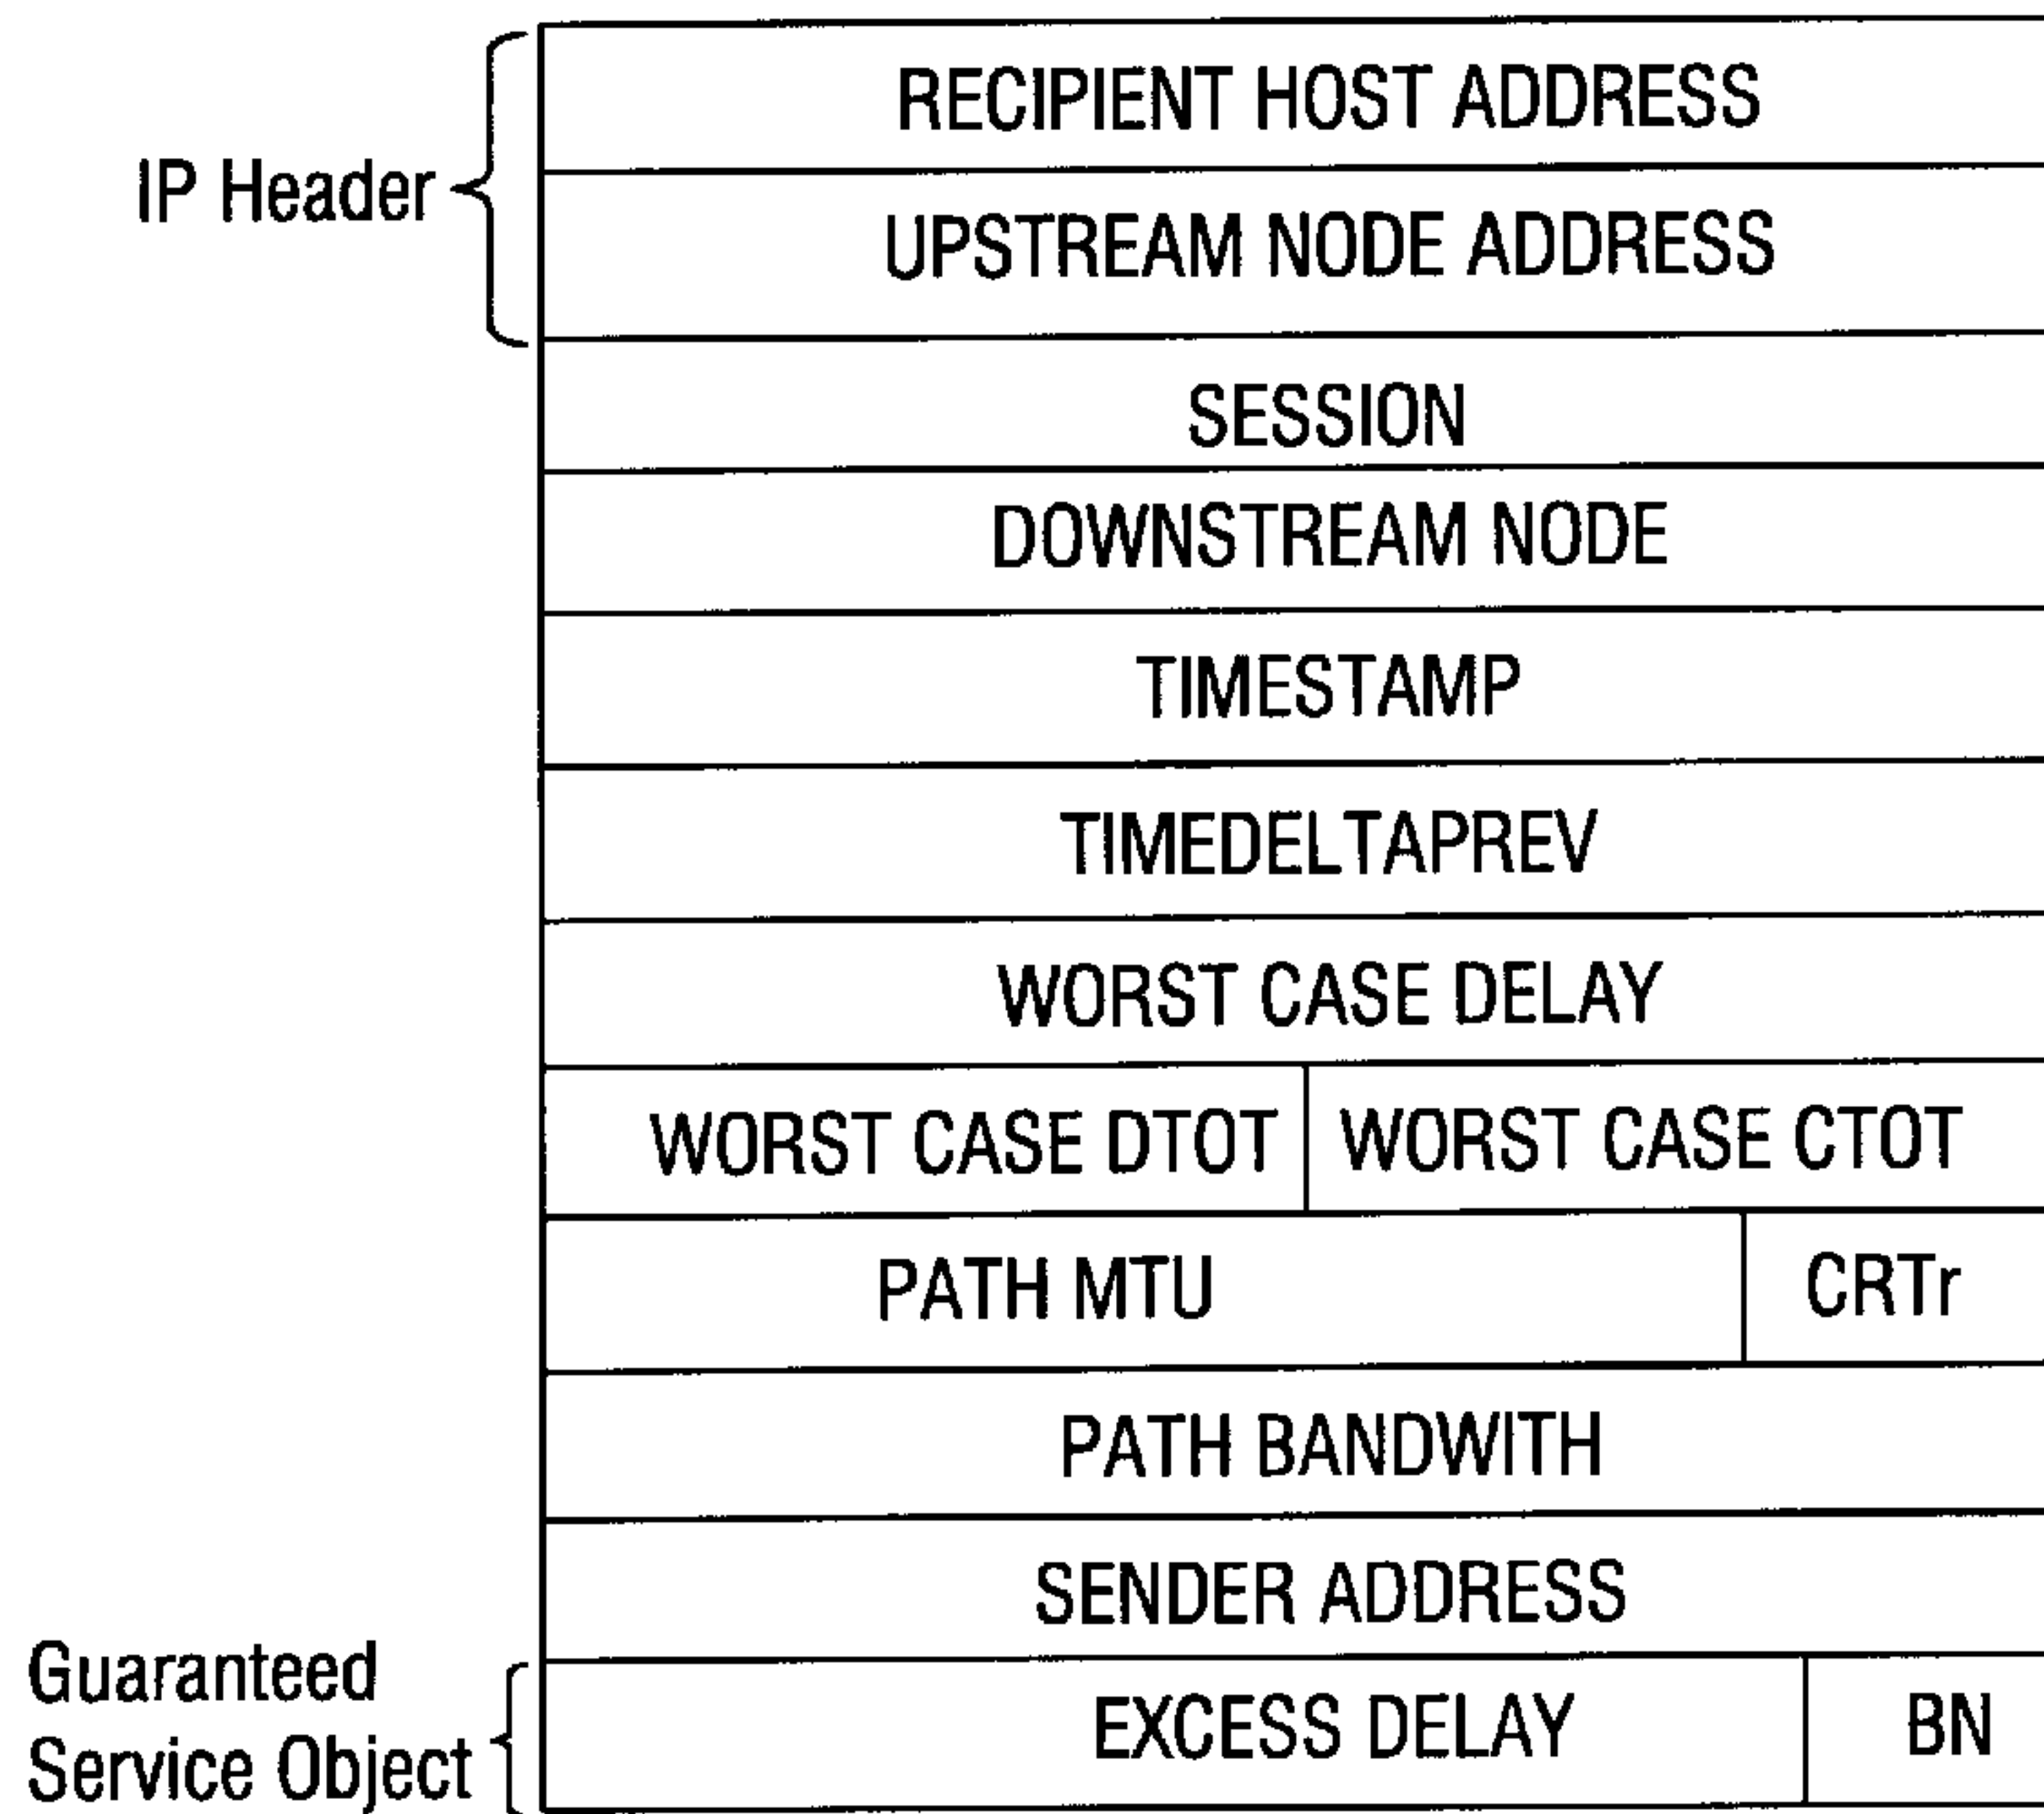 RECIPIENT HOST ADDRESS
IP Header
UPSTREAM NODE ADDRESS
SESSION
DOWNSTREAM NODE
TIMESTAMP
TIMEDELTAPREV
WORST CASE DELAY
WORST CASE DTOT
WORST CASE CTOT
PATH MTU
CRTr
PATH BANDWITH
SENDER ADDRESS
Guaranteed
Service Object
EXCESS DELAY
BN